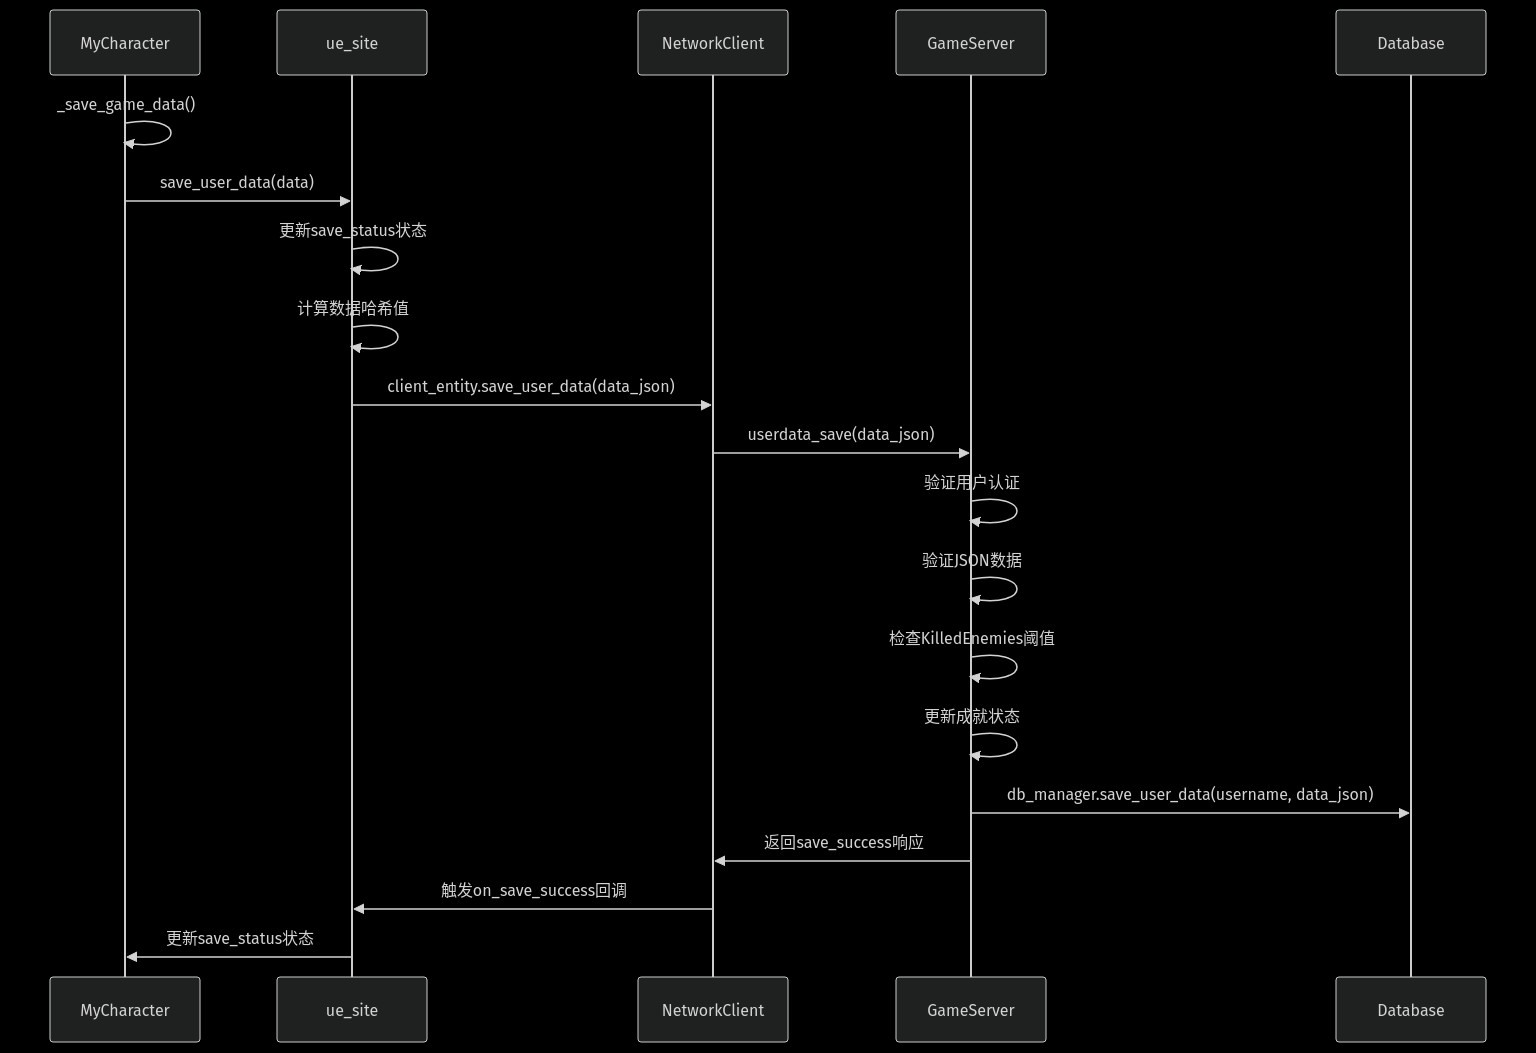 MyCharacter
ue_site
NetworkClient
GameServer
Database
_save_game_data()
save_user_data(data)
更新save_status状态
计算数据哈希值
client_entity.save_user_data(data_json)
userdata_save(data_json)
验证用户认证
验证JSON数据
检查KilledEnemies阈值
更新成就状态
db_manager.save_user_data(username, data_json)
返回save_success响应
触发on_save_success回调
更新save_status状态
MyCharacter
ue_site
NetworkClient
GameServer
Database